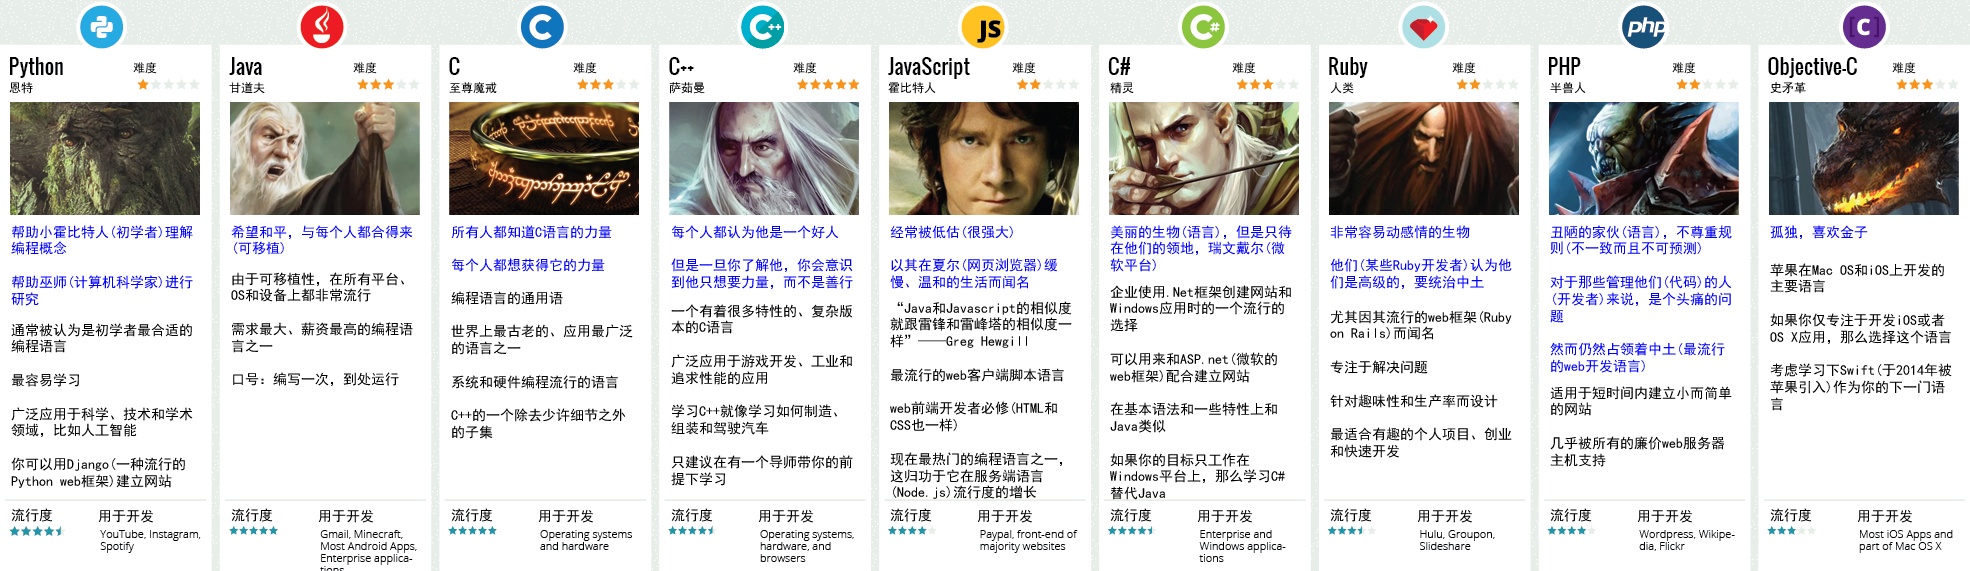 Python
难度
恩特
帮助小霍比特人(初学者)理解
编程概念
帮助巫师(计算机科学家)进行
研究
通常被认为是初学者最合适的
编程语言
最容易学习
广泛应用于科学、技术和学术
领域，比如人工智能
你可以用Django(一种流行的
Python web框架)建立网站
流行度
用于开发
YouTube, Instagram,
Spotify
Java
难度
甘道夫
希望和平，与每个人都合得来
(可移植)
由于可移植性，在所有平台、
OS和设备上都非常流行
需求最大、薪资最高的编程语
言之一
口号：编写一次，到处运行
流行度
用于开发
Gmail, Minecraft,
Most Android Apps,
Enterprise applica-
tions
C
C
难度
至尊魔戒
所有人都知道C语言的力量
每个人都想获得它的力量
编程语言的通用语
世界上最古老的、应用最广泛
的语言之一
系统和硬件编程流行的语言
C++的一个除去少许细节之外
的子集
流行度
用于开发
Operating systems
and hardware
C++
C++
难度
萨茹曼
每个人都认为他是一个好人
但是一旦你了解他，你会意识
到他只想要力量，而不是善行
一个有着很多特性的、复杂版
本的C语言
广泛应用于游戏开发、工业和
追求性能的应用
学习C++就像学习如何制造、
组装和驾驶汽车
只建议在有一个导师带你的前
提下学习
流行度
用于开发
Operating systems,
hardware, and
browsers
JS
JavaScript
难度
霍比特人
经常被低估(很强大)
以其在夏尔(网页浏览器)缓
慢、温和的生活而闻名
“Java和Javascript的相似度
就跟雷锋和雷峰塔的相似度一
样”——Greg Hewgill
最流行的web客户端脚本语言
web前端开发者必修(HTML和
CSS也一样)
现在最热门的编程语言之一，
这归功于它在服务端语言
(Node.js)流行度的增长
流行度
用于开发
Paypal, front-end of
majority websites
C#
C#
难度
精灵
美丽的生物(语言)，但是只待
在他们的领地，瑞文戴尔(微
软平台)
企业使用.Net框架创建网站和
Windows应用时的一个流行的
选择
可以用来和ASP.net(微软的
web框架)配合建立网站
在基本语法和一些特性上和
Java类似
如果你的目标只工作在
Windows平台上，那么学习C#
替代Java
流行度
用于开发
Enterprise and
Windows applica-
tions
Ruby
难度
人类
非常容易动感情的生物
他们(某些Ruby开发者)认为他
们是高级的，要统治中土
尤其因其流行的web框架(Ruby
on Rails)而闻名
专注于解决问题
针对趣味性和生产率而设计
最适合有趣的个人项目、创业
和快速开发
流行度
用于开发
Hulu, Groupon,
Slideshare
php
PHP
难度
半兽人
丑陋的家伙(语言)，不尊重规
则(不一致而且不可预测)
对于那些管理他们(代码)的人
(开发者)来说，是个头痛的问
题
然而仍然占领着中土(最流行
的web开发语言)
适用于短时间内建立小而简单
的网站
几乎被所有的廉价web服务器
主机支持
流行度
用于开发
Wordpress, Wikipe-
dia, Flickr
[C]
Objective-C
难度
史矛革
孤独，喜欢金子
苹果在Mac OS和iOS上开发的
主要语言
如果你仅专注于开发iOS或者
OS X应用，那么选择这个语言
考虑学习下Swift(于2014年被
苹果引入)作为你的下一门语
言
流行度
用于开发
Most iOS Apps and
part of Mac OS X